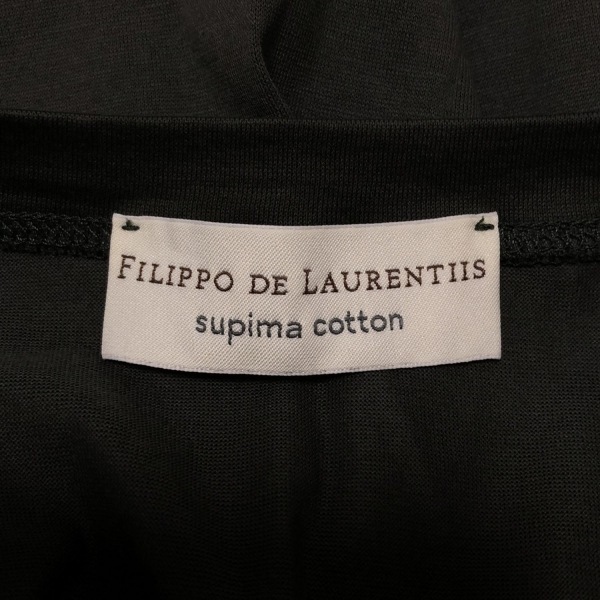 FILIPPO DE LAURENTIIS
supima cotton